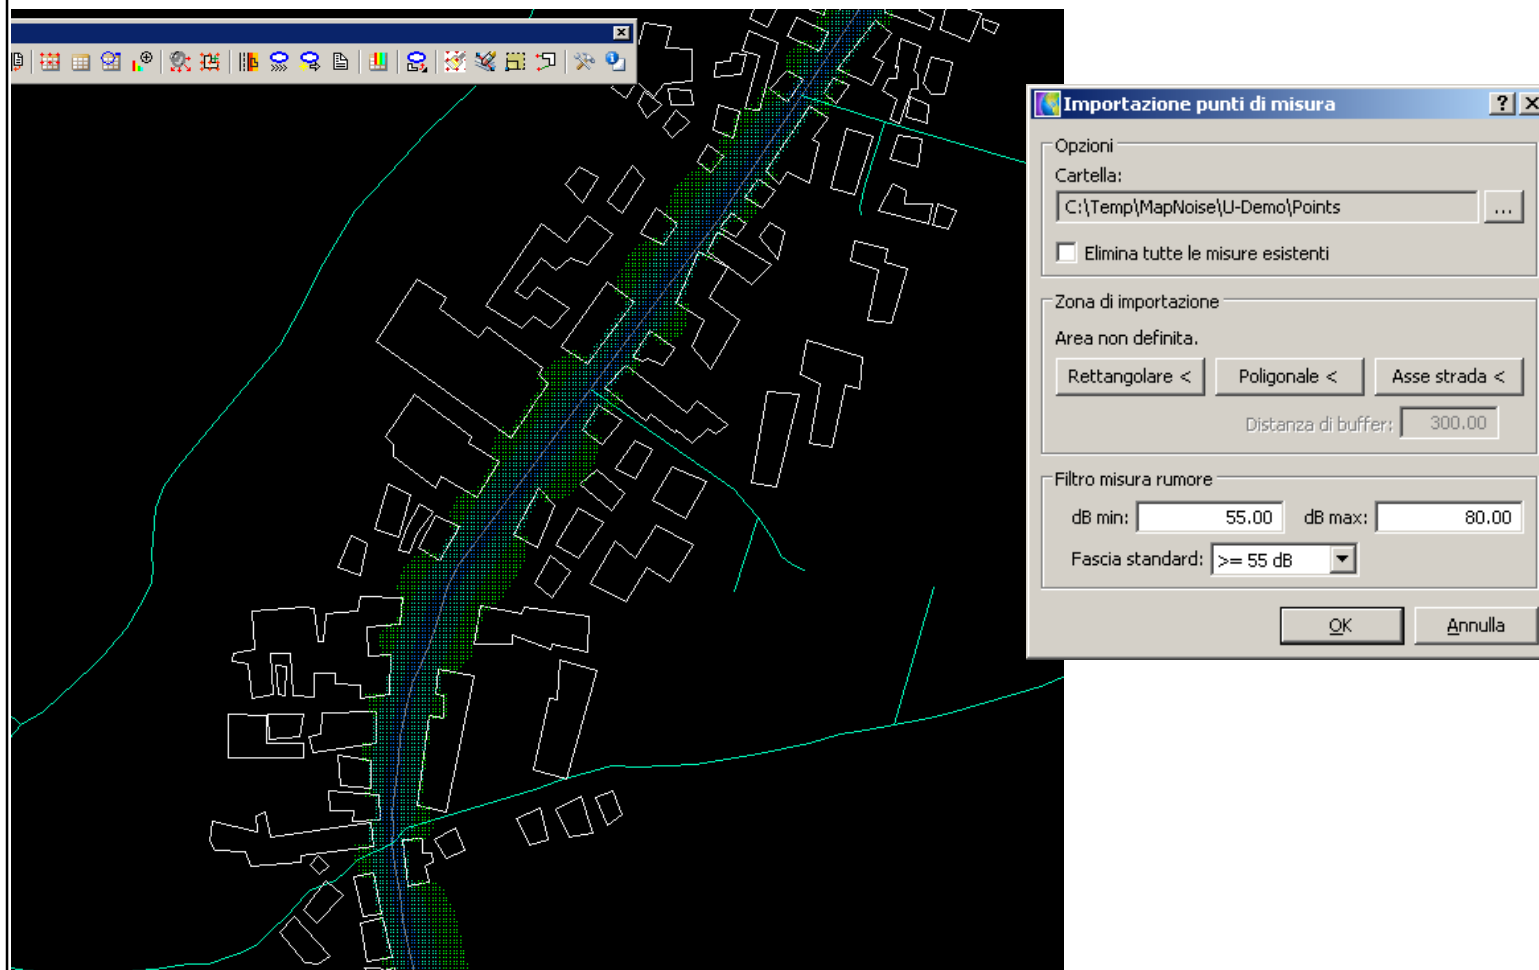 Importazione punti di misura
Opzioni
Cartella:
C:\Temp\MapNoise\U-Demo\Points
...
Elimina tutte le misure esistenti
Zona di importazione
Area non definita.
Rettangolare < Poligonale < Asse strada <
Distanza di buffer: 300.00
Filtro misura rumore
dB min: 55.00 dB max: 80.00
Fascia standard: >= 55 dB
OK Annulla